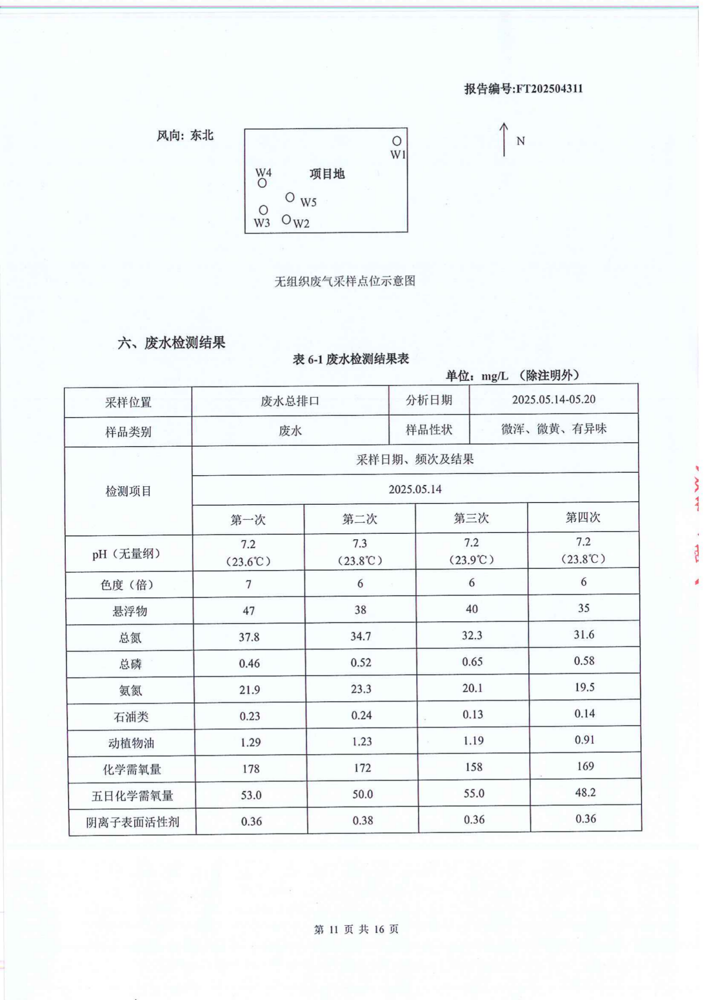 报告编号:FT202504311
风向: 东北
N
W1
W4
项目地
W5
W3
W2
无组织废气采样点位示意图
六、废水检测结果
表 6-1 废水检测结果表
单位：mg/L （除注明外）
采样位置 废水总排口 分析日期 2025.05.14-05.20
样品类别 废水 样品性状 微浑、微黄、有异味
检测项目 采样日期、频次及结果
2025.05.14
第一次 第二次 第三次 第四次
pH（无量纲） 7.2 7.3 7.2 7.2
（23.6℃） （23.8℃） （23.9℃） （23.8℃）
色度（倍） 7 6 6 6
悬浮物 47 38 40 35
总氮 37.8 34.7 32.3 31.6
总磷 0.46 0.52 0.65 0.58
氨氮 21.9 23.3 20.1 19.5
石油类 0.23 0.24 0.13 0.14
动植物油 1.29 1.23 1.19 0.91
化学需氧量 178 172 158 169
五日化学需氧量 53.0 50.0 55.0 48.2
阴离子表面活性剂 0.36 0.38 0.36 0.36
第 11 页 共 16 页